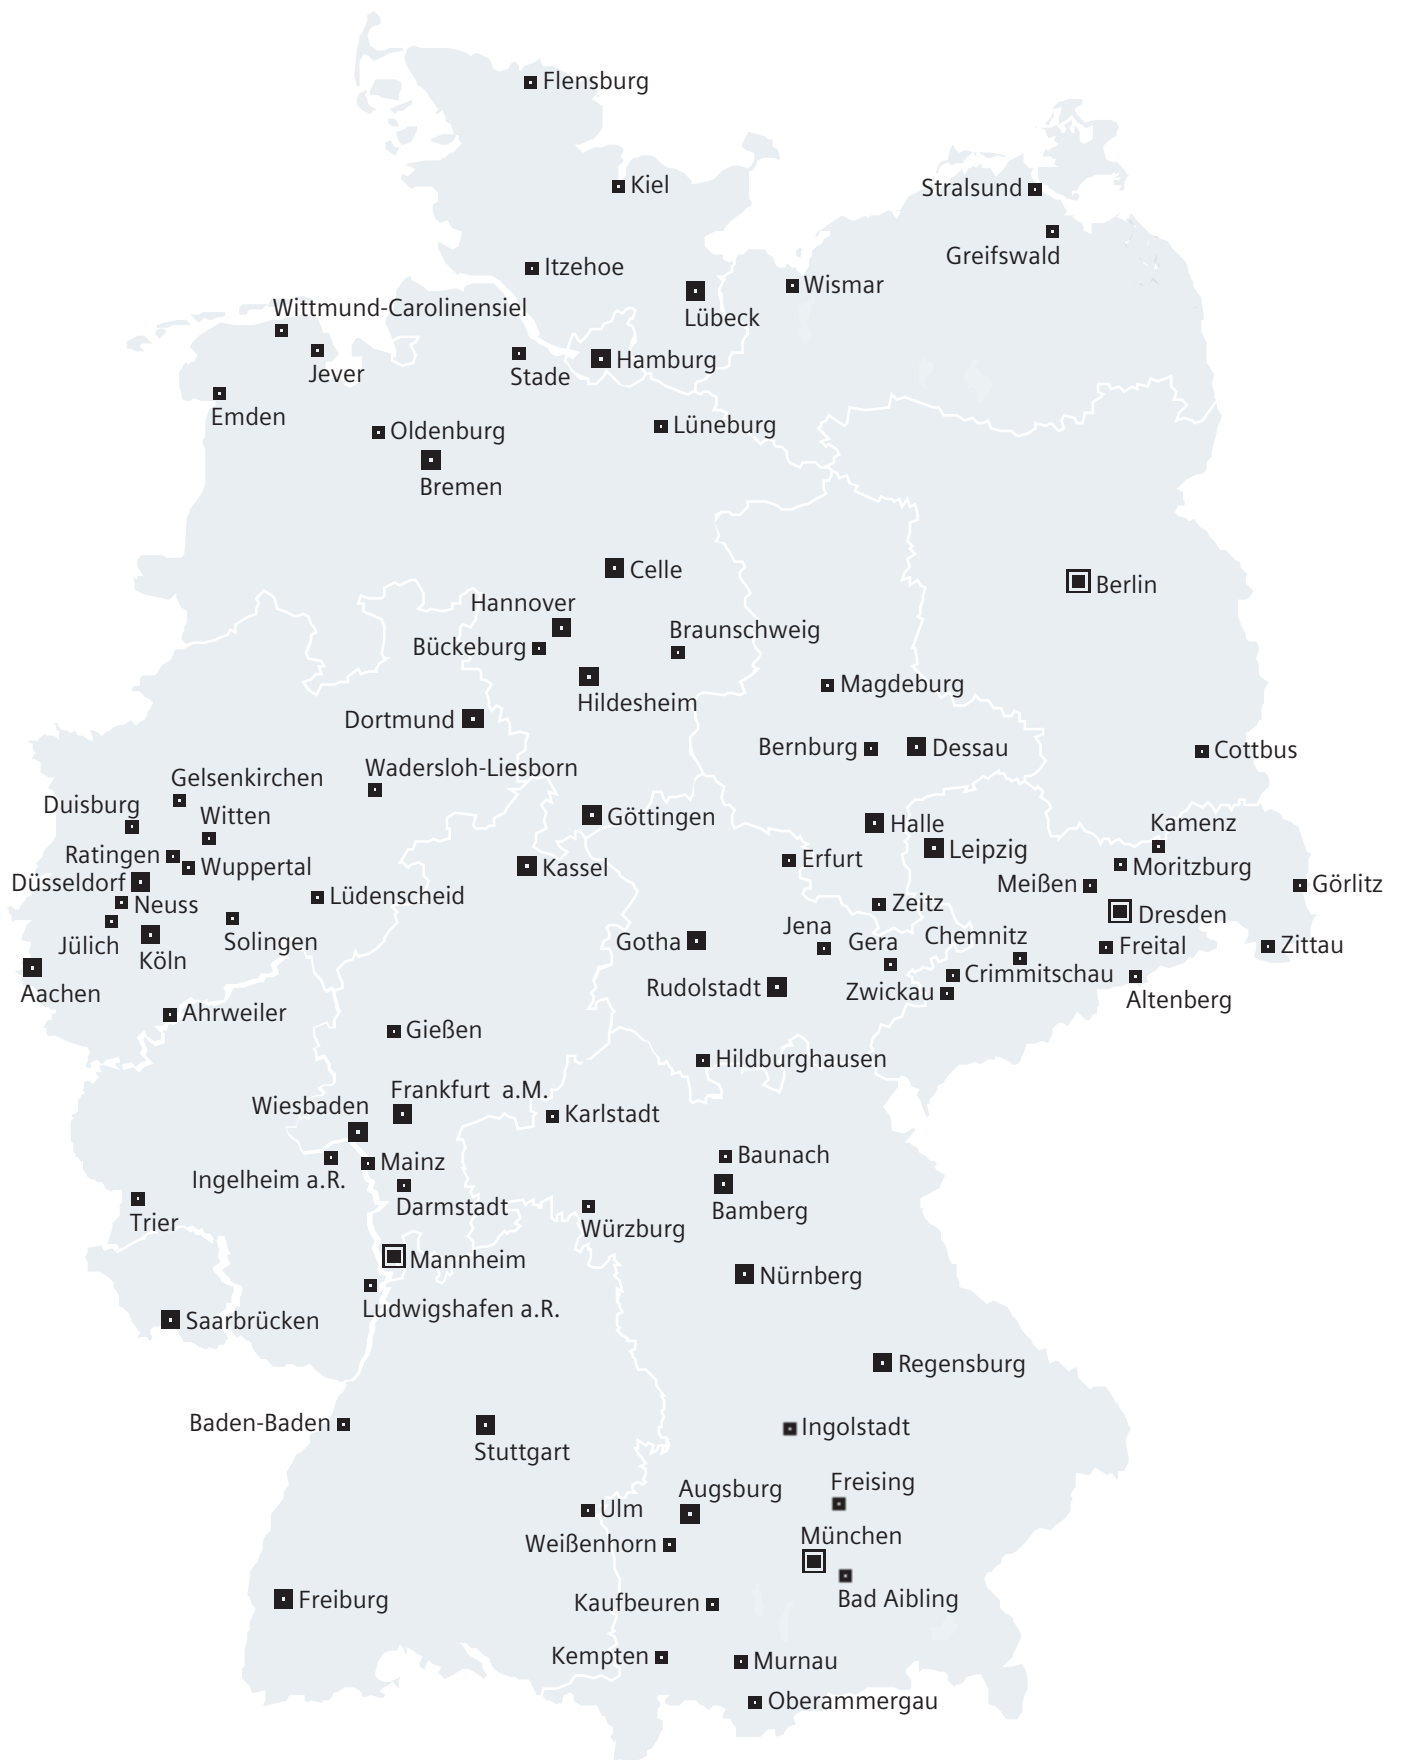 Flensburg
Kiel
Stralsund
Greifswald
Itzehoe
Wismar
Wittmund-Carolinensiel
Lübeck
Jever
Stade
Hamburg
Emden
Oldenburg
Lüneburg
Bremen
Celle
Berlin
Hannover
Braunschweig
Bückeburg
Magdeburg
Hildesheim
Dortmund
Bernburg
Dessau
Cottbus
Wadersloh-Liesborn
Gelsenkirchen
Duisburg
Witten
Göttingen
Halle
Kamenz
Leipzig
Ratingen
Wuppertal
Kassel
Erfurt
Moritzburg
Düsseldorf
Meißen
Görlitz
Lüdenscheid
Neuss
Zeitz
Dresden
Jülich
Solingen
Köln
Gotha
Jena
Gera
Chemnitz
Freital
Zittau
Crimmitschau
Aachen
Rudolstadt
Zwickau
Altenberg
Ahrweiler
Gießen
Hildburghausen
Frankfurt a.M.
Wiesbaden
Karlstadt
Baunach
Mainz
Ingelheim a.R.
Darmstadt
Bamberg
Trier
Würzburg
Mannheim
Nürnberg
Ludwigshafen a.R.
Saarbrücken
Regensburg
Baden-Baden
Ingolstadt
Stuttgart
Freising
Augsburg
Ulm
München
Weißenhorn
Freiburg
Kaufbeuren
Bad Aibling
Kempten
Murnau
Oberammergau